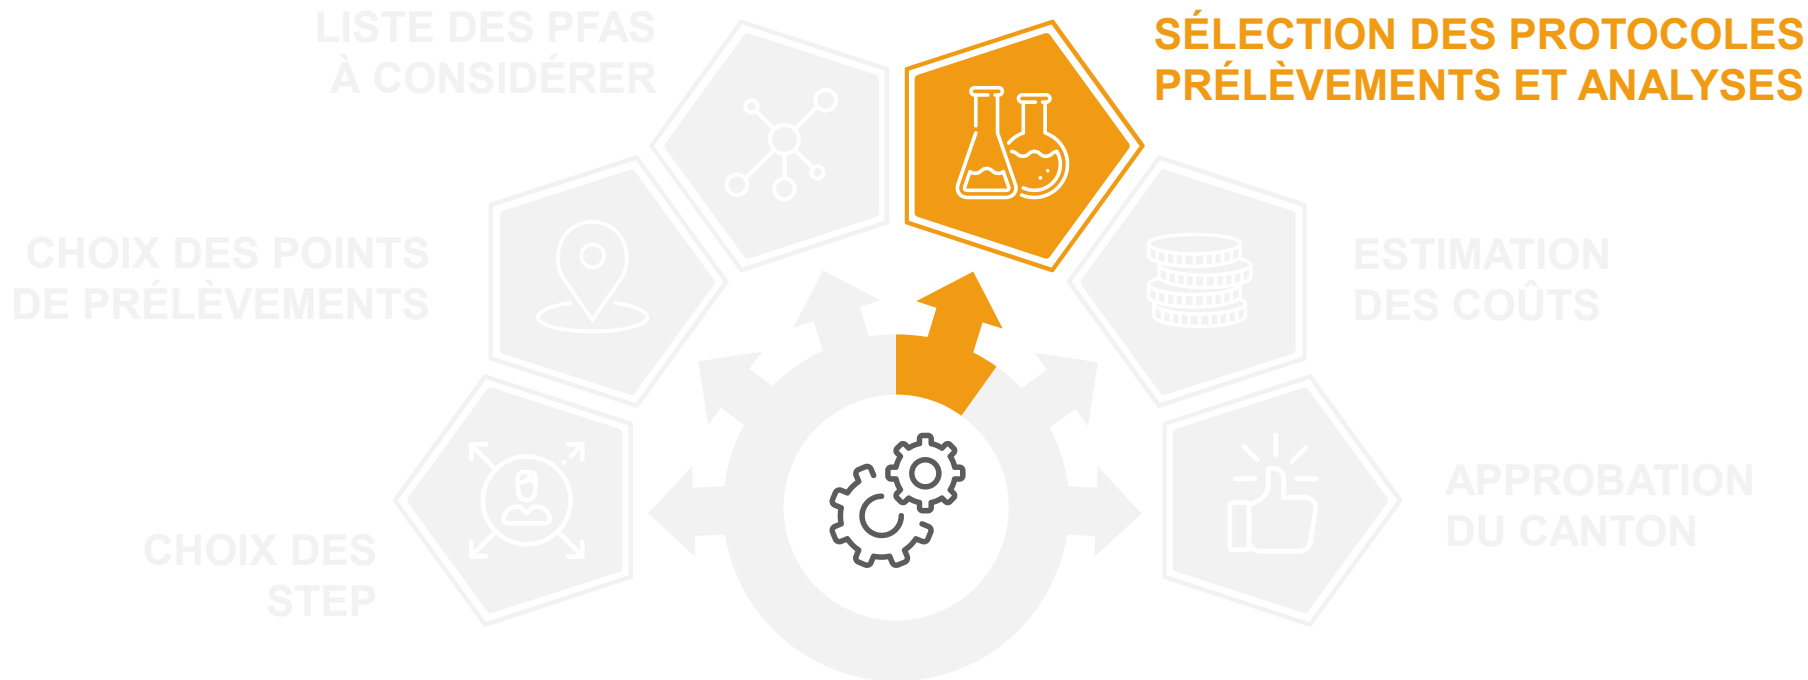 LISTE DES PFAS
À CONSIDÉRER
SÉLECTION DES PROTOCOLES
PRÉLÈVEMENTS ET ANALYSES
CHOIX DES POINTS
DE PRÉLÈVEMENTS
ESTIMATION
DES COÛTS
CHOIX DES
STEP
APPROBATION
DU CANTON